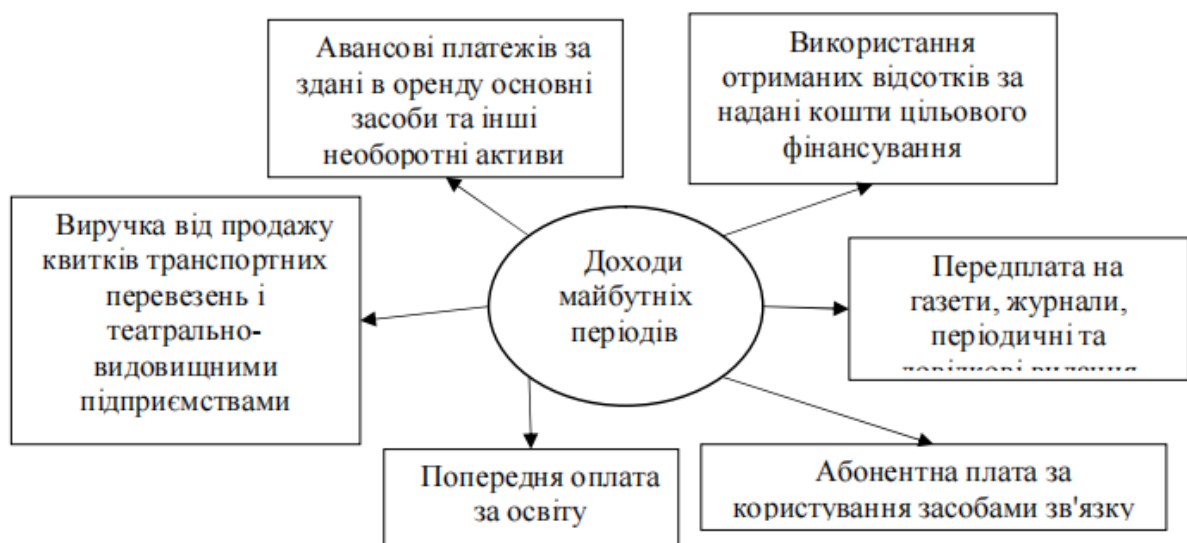 Авансові платежів за
здані в оренду основні
засоби та інші
необоротні активи
Використання
отриманих відсотків за
надані кошти цільового
фінансування
Виручка від продажу
квитків транспортних
перевезень і
театрально-
видовищними
підприємствами
Доходи
майбутніх
періодів
Передплата на
газети, журнали,
періодичні та
довідкові видання
Попередня оплата
за освіту
Абонентна плата за
користування засобами зв'язку